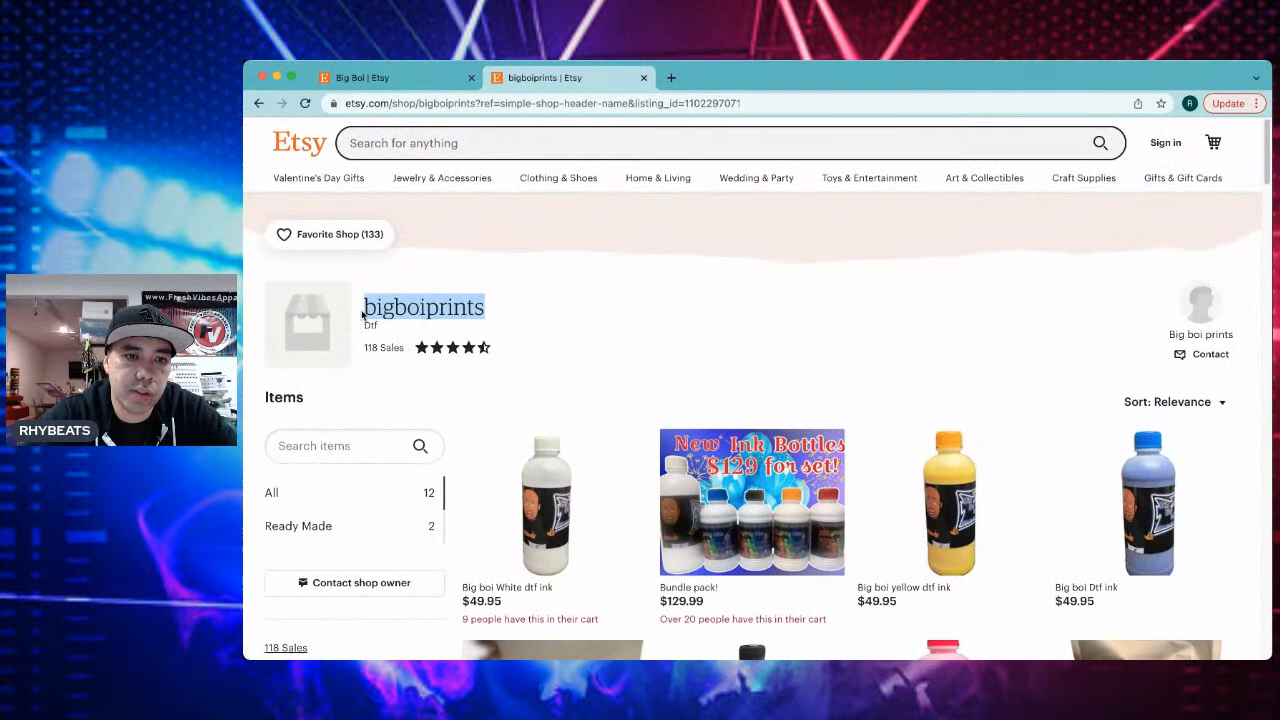 Big Boi | Etsy
bigboiprints | Etsy
etsy.com/shop/bigboiprints?ref=simple-shop-header-name&listing_id=1102297071
R
Update
Etsy
Search for anything
Sign in
Valentine's Day Gifts
Jewelry & Accessories
Clothing & Shoes
Home & Living
Wedding & Party
Toys & Entertainment
Art & Collectibles
Craft Supplies
Gifts & Gift Cards
Favorite Shop (133)
bigboiprints
Dtf
118 Sales
Big boi prints
Contact
www.FreshVibesAppa
FV
RHYBEATS
Items
Sort: Relevance
Search items
All 12
Ready Made 2
Contact shop owner
118 Sales
New Ink Bottles
$129 for set!
Big boi White dtf ink
$49.95
9 people have this in their cart
Bundle pack!
$129.99
Over 20 people have this in their cart
Big boi yellow dtf ink
$49.95
Big boi Dtf ink
$49.95